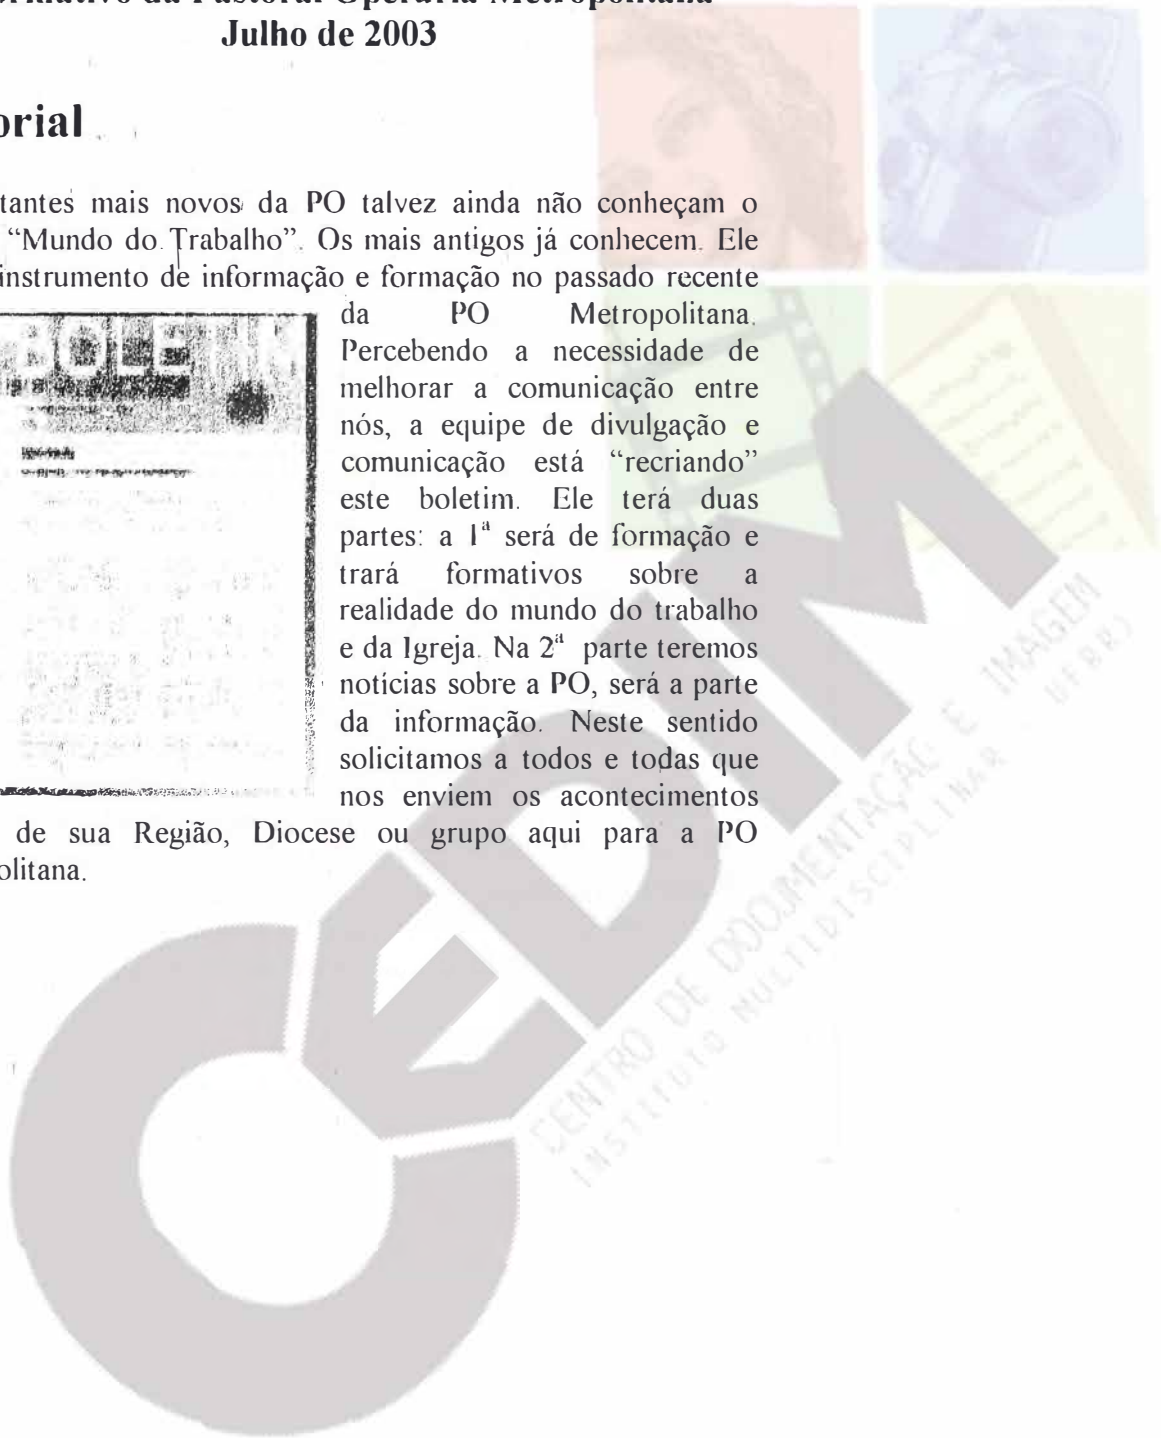 Julho de 2003
orial
tantes mais novos da PO talvez ainda não conheçam o
“Mundo do Trabalho”. Os mais antigos já conhecem. Ele
instrumento de informação e formação no passado recente
BOLETIM
da PO Metropolitana.
Percebendo a necessidade de
melhorar a comunicação entre
nós, a equipe de divulgação e
comunicação está “recriando”
este boletim. Ele terá duas
partes: a 1ª será de formação e
trará formativos sobre a
realidade do mundo do trabalho
e da Igreja. Na 2ª parte teremos
notícias sobre a PO, será a parte
da informação. Neste sentido
solicitamos a todos e todas que
nos enviem os acontecimentos
de sua Região, Diocese ou grupo aqui para a PO
olitana.
CEDIM
CENTRO DE DOCUMENTAÇÃO E IMAGEM
INSTITUTO MULTIDISCIPLINAR UFRRJ